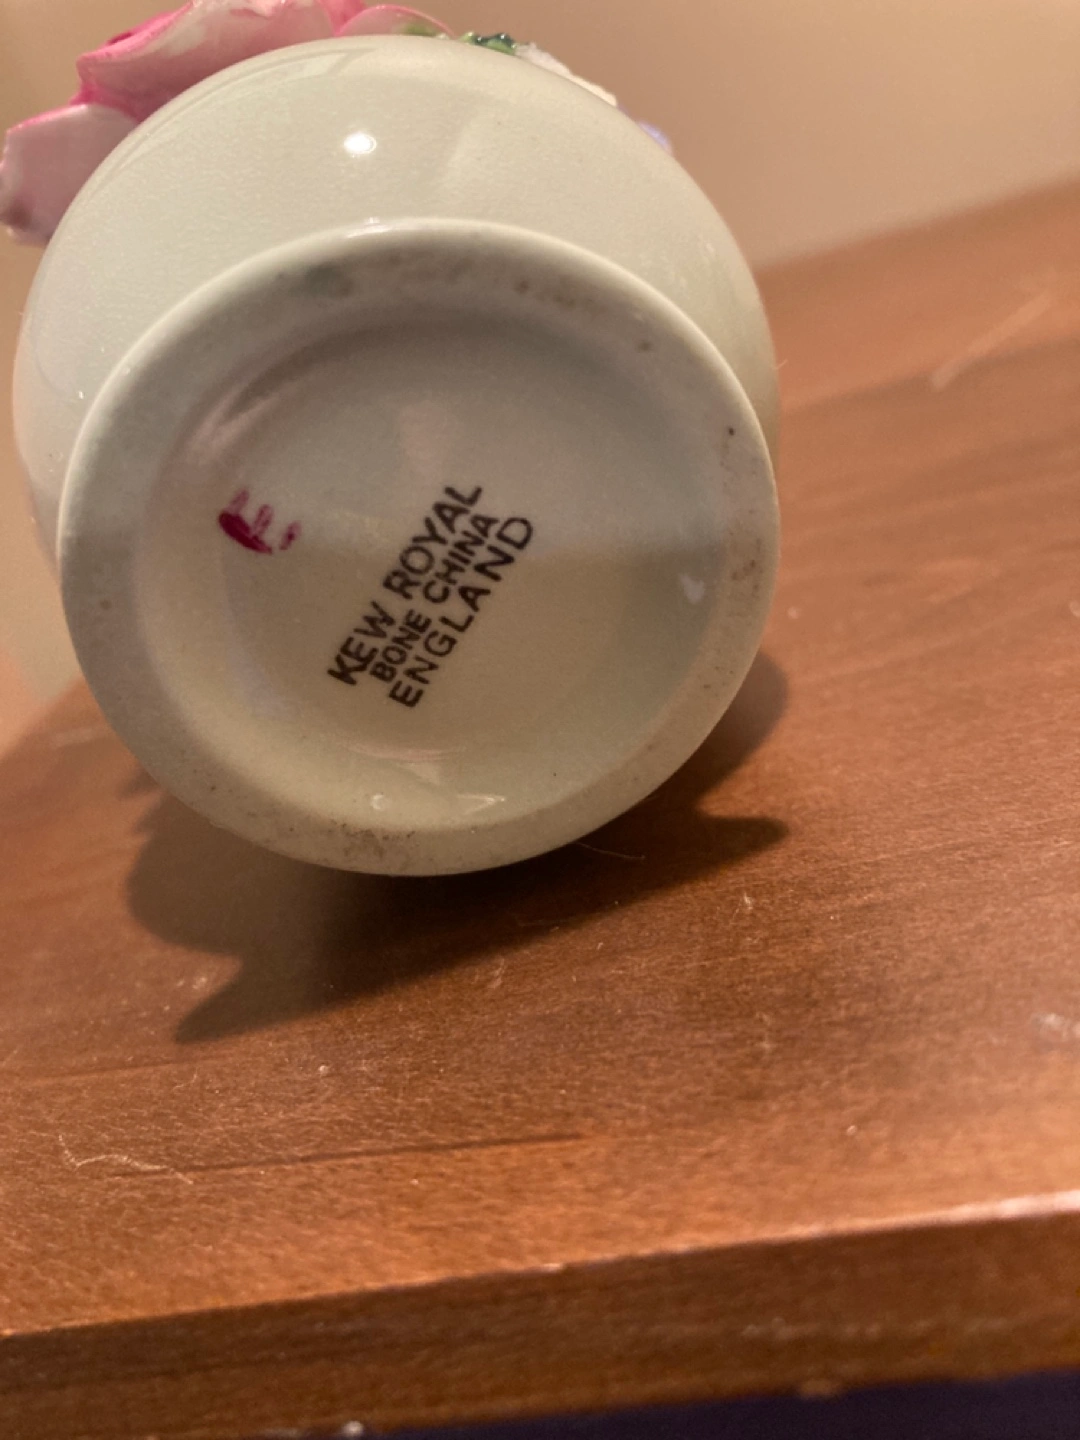 KEW ROYAL
BONE CHINA
ENGLAND
E